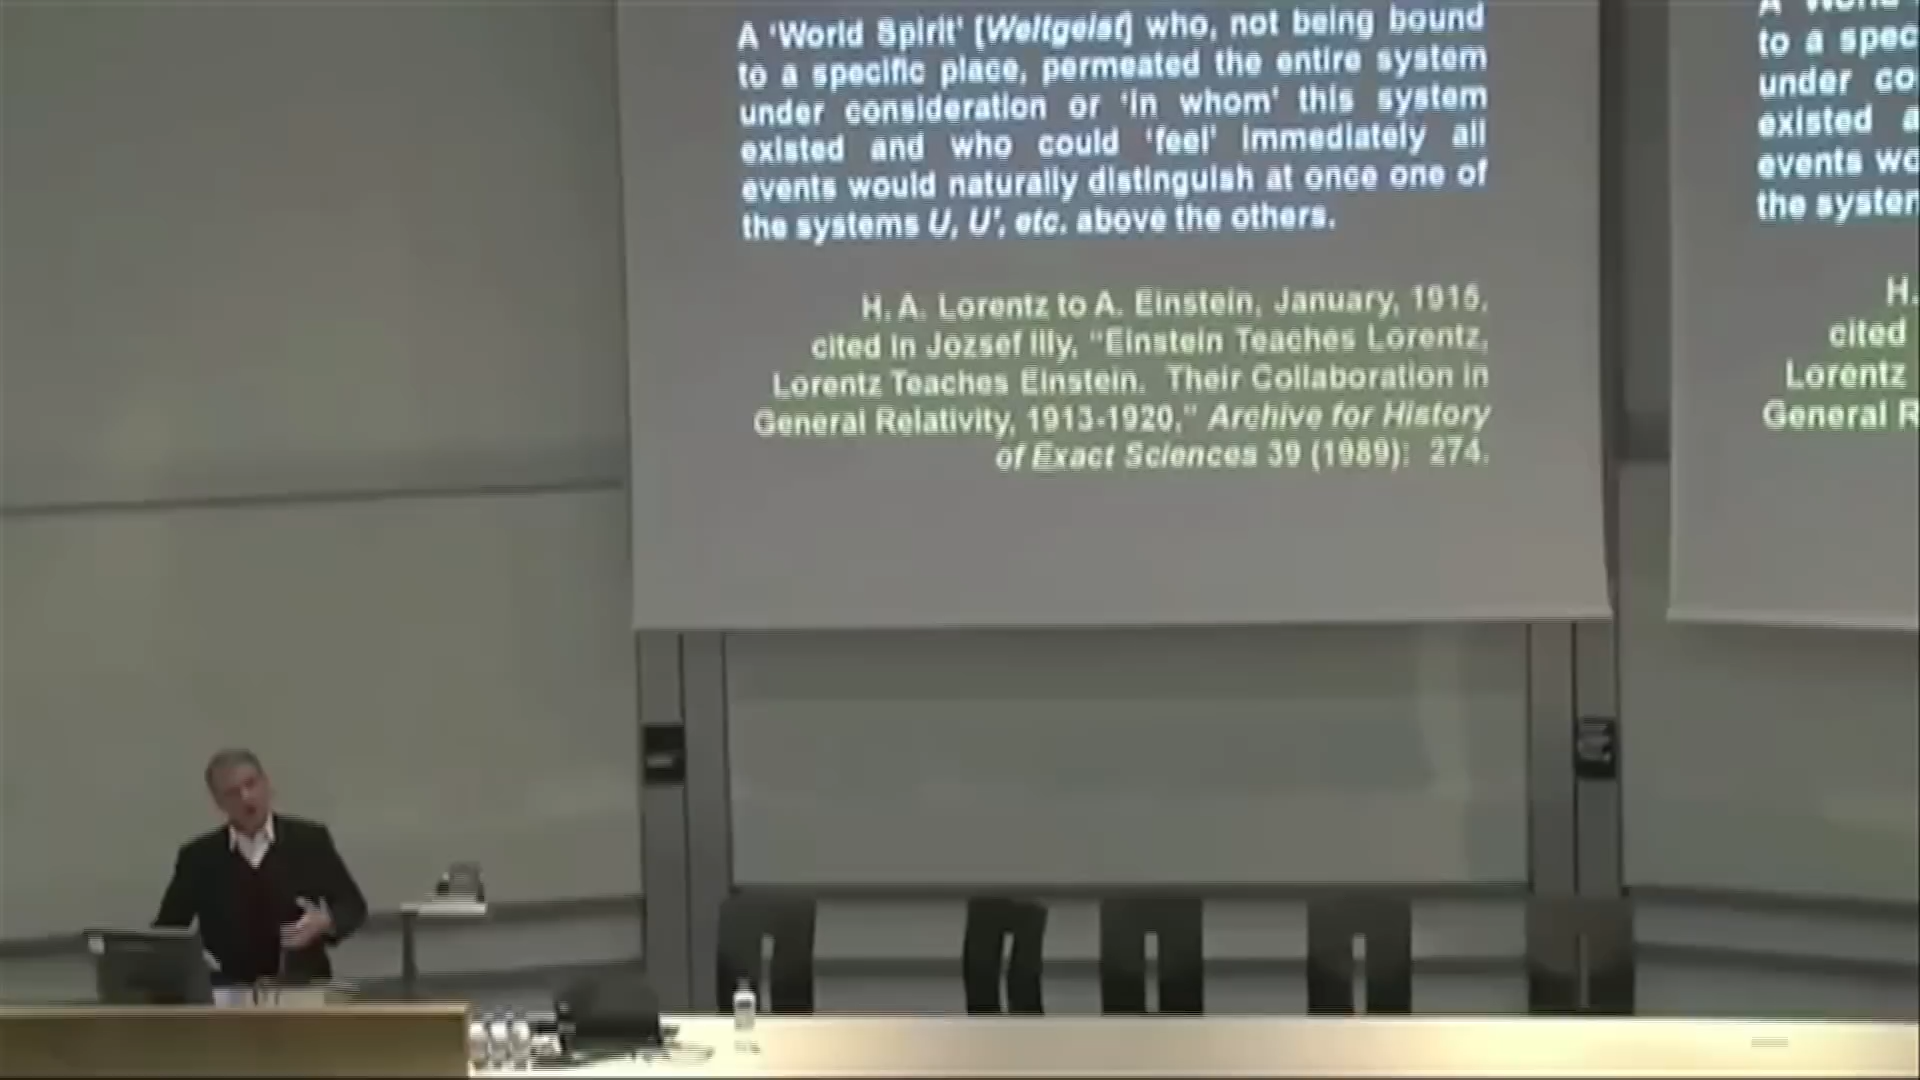 A 'World Spirit' [Weltgeist] who, not being bound
to a specific place, permeated the entire system
under consideration or 'in whom' this system
existed and who could 'feel' immediately all
events would naturally distinguish at once one of
the systems U, U', etc. above the others.
H. A. Lorentz to A. Einstein, January, 1915,
cited in Jozsef Illy, "Einstein Teaches Lorentz,
Lorentz Teaches Einstein. Their Collaboration in
General Relativity, 1913-1920," Archive for History
of Exact Sciences 39 (1989): 274.
to a spec
under co
existed a
events wo
the system
H.
cited
Lorentz
General R